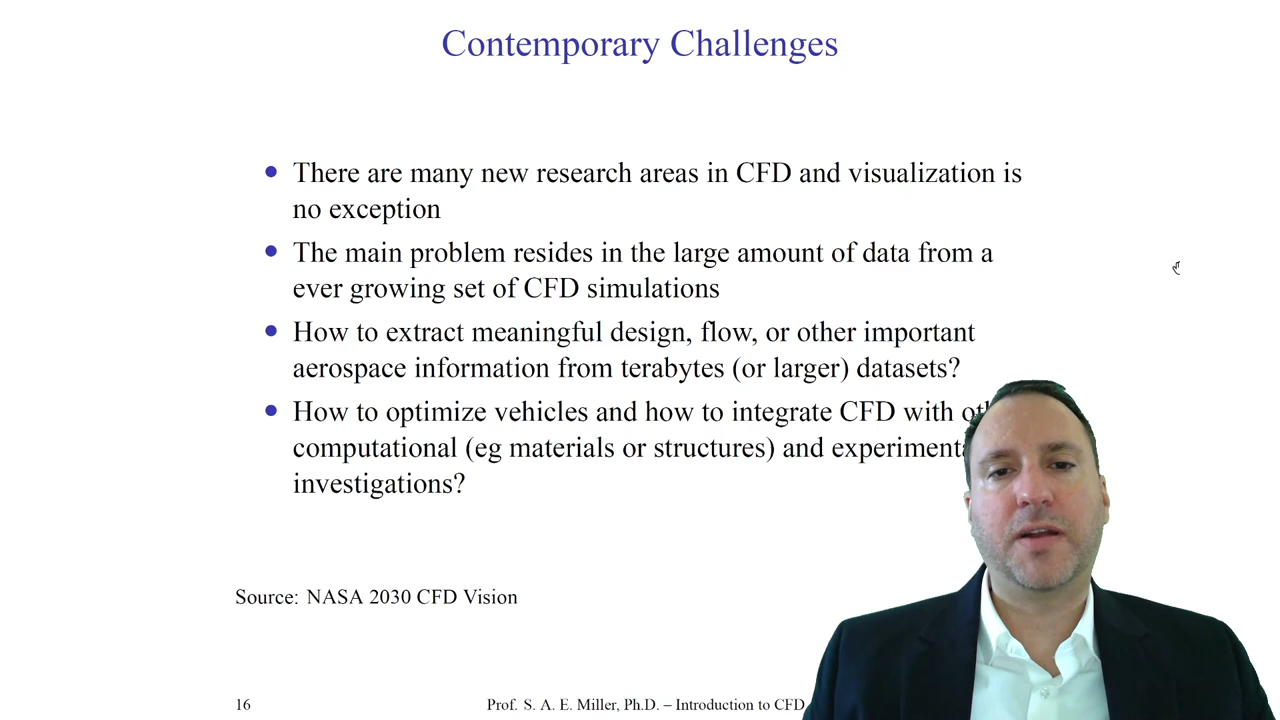 Contemporary Challenges
• There are many new research areas in CFD and visualization is
no exception
• The main problem resides in the large amount of data from a
ever growing set of CFD simulations
• How to extract meaningful design, flow, or other important
aerospace information from terabytes (or larger) datasets?
• How to optimize vehicles and how to integrate CFD with
computational (eg materials or structures) and
investigations?
Source: NASA 2030 CFD Vision
16 Prof. S. A. E. Miller, Ph.D. – Introduction to CFD